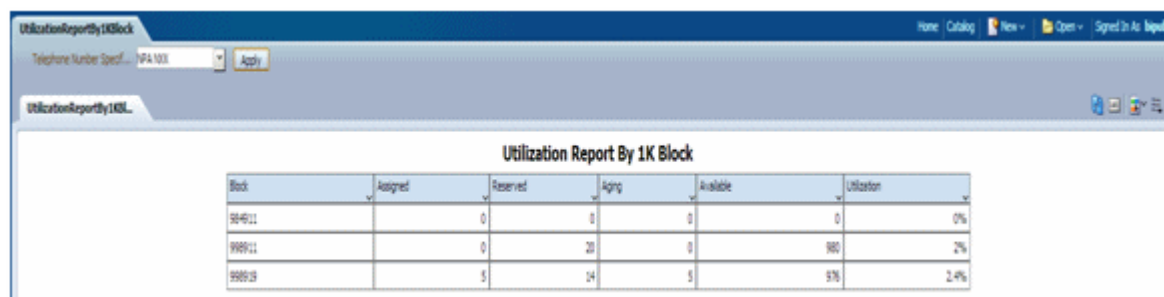 UtilizationReportBy1KBlock
Home Catalog New Open Signed In As bipul
Telephone Number Specif... NPA NXX Apply
UtilizationReportBy1KBl...
Utilization Report By 1K Block
Block Assigned Reserved Aging Available Utilization
984911 0 0 0 0 0%
998911 0 20 0 980 2%
998919 5 14 5 976 2.4%